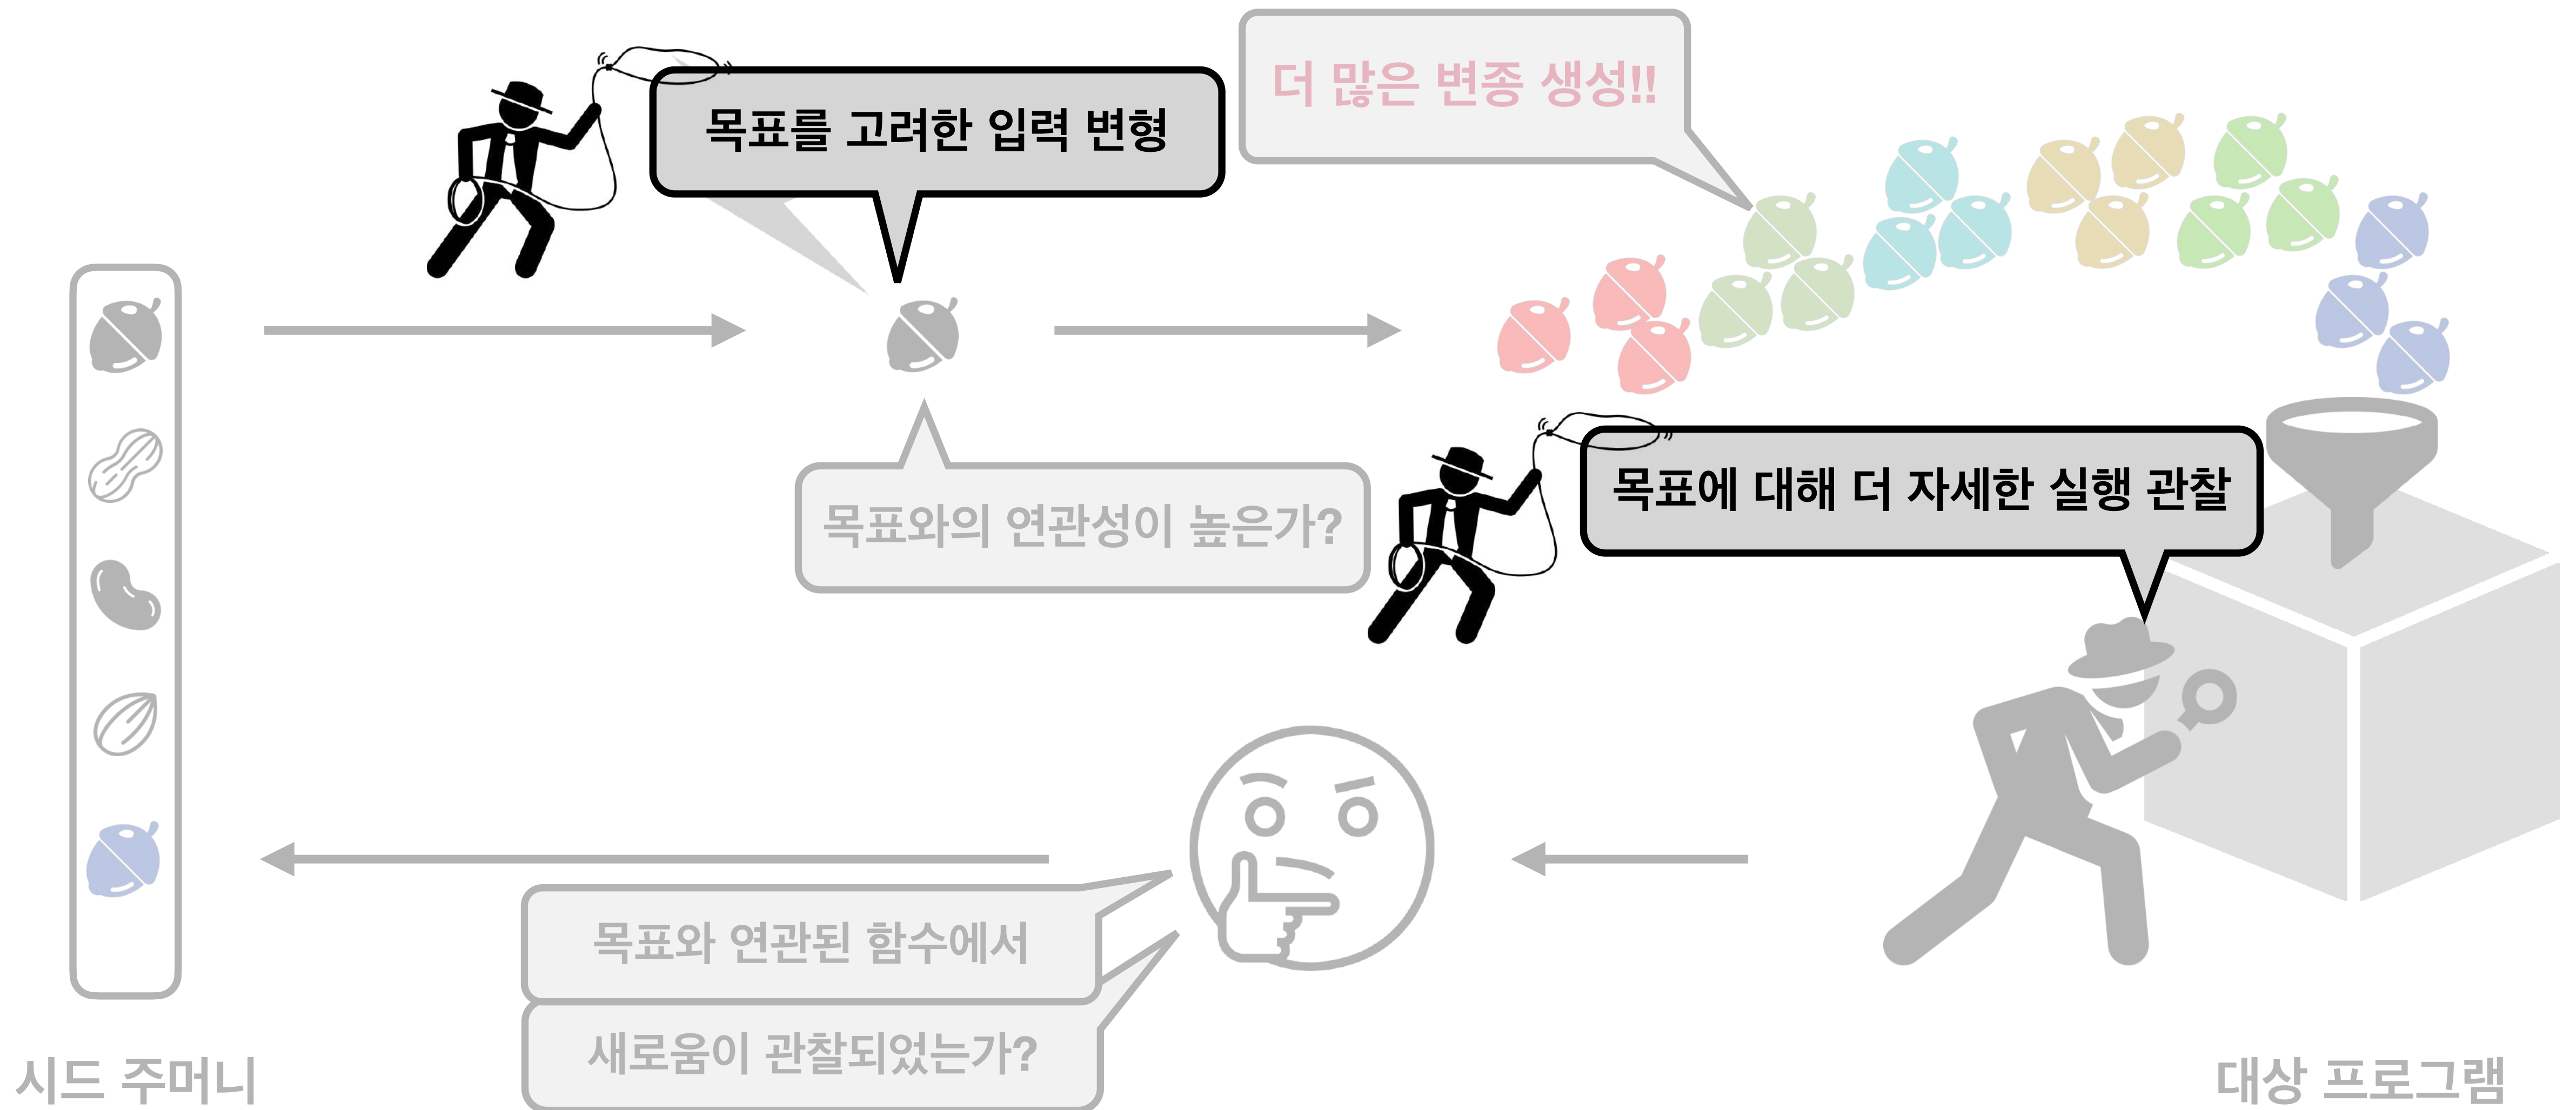 더 많은 변종 생성!!
목표를 고려한 입력 변형
목표에 대해 더 자세한 실행 관찰
목표와의 연관성이 높은가?
목표와 연관된 함수에서
새로움이 관찰되었는가?
시드 주머니
대상 프로그램